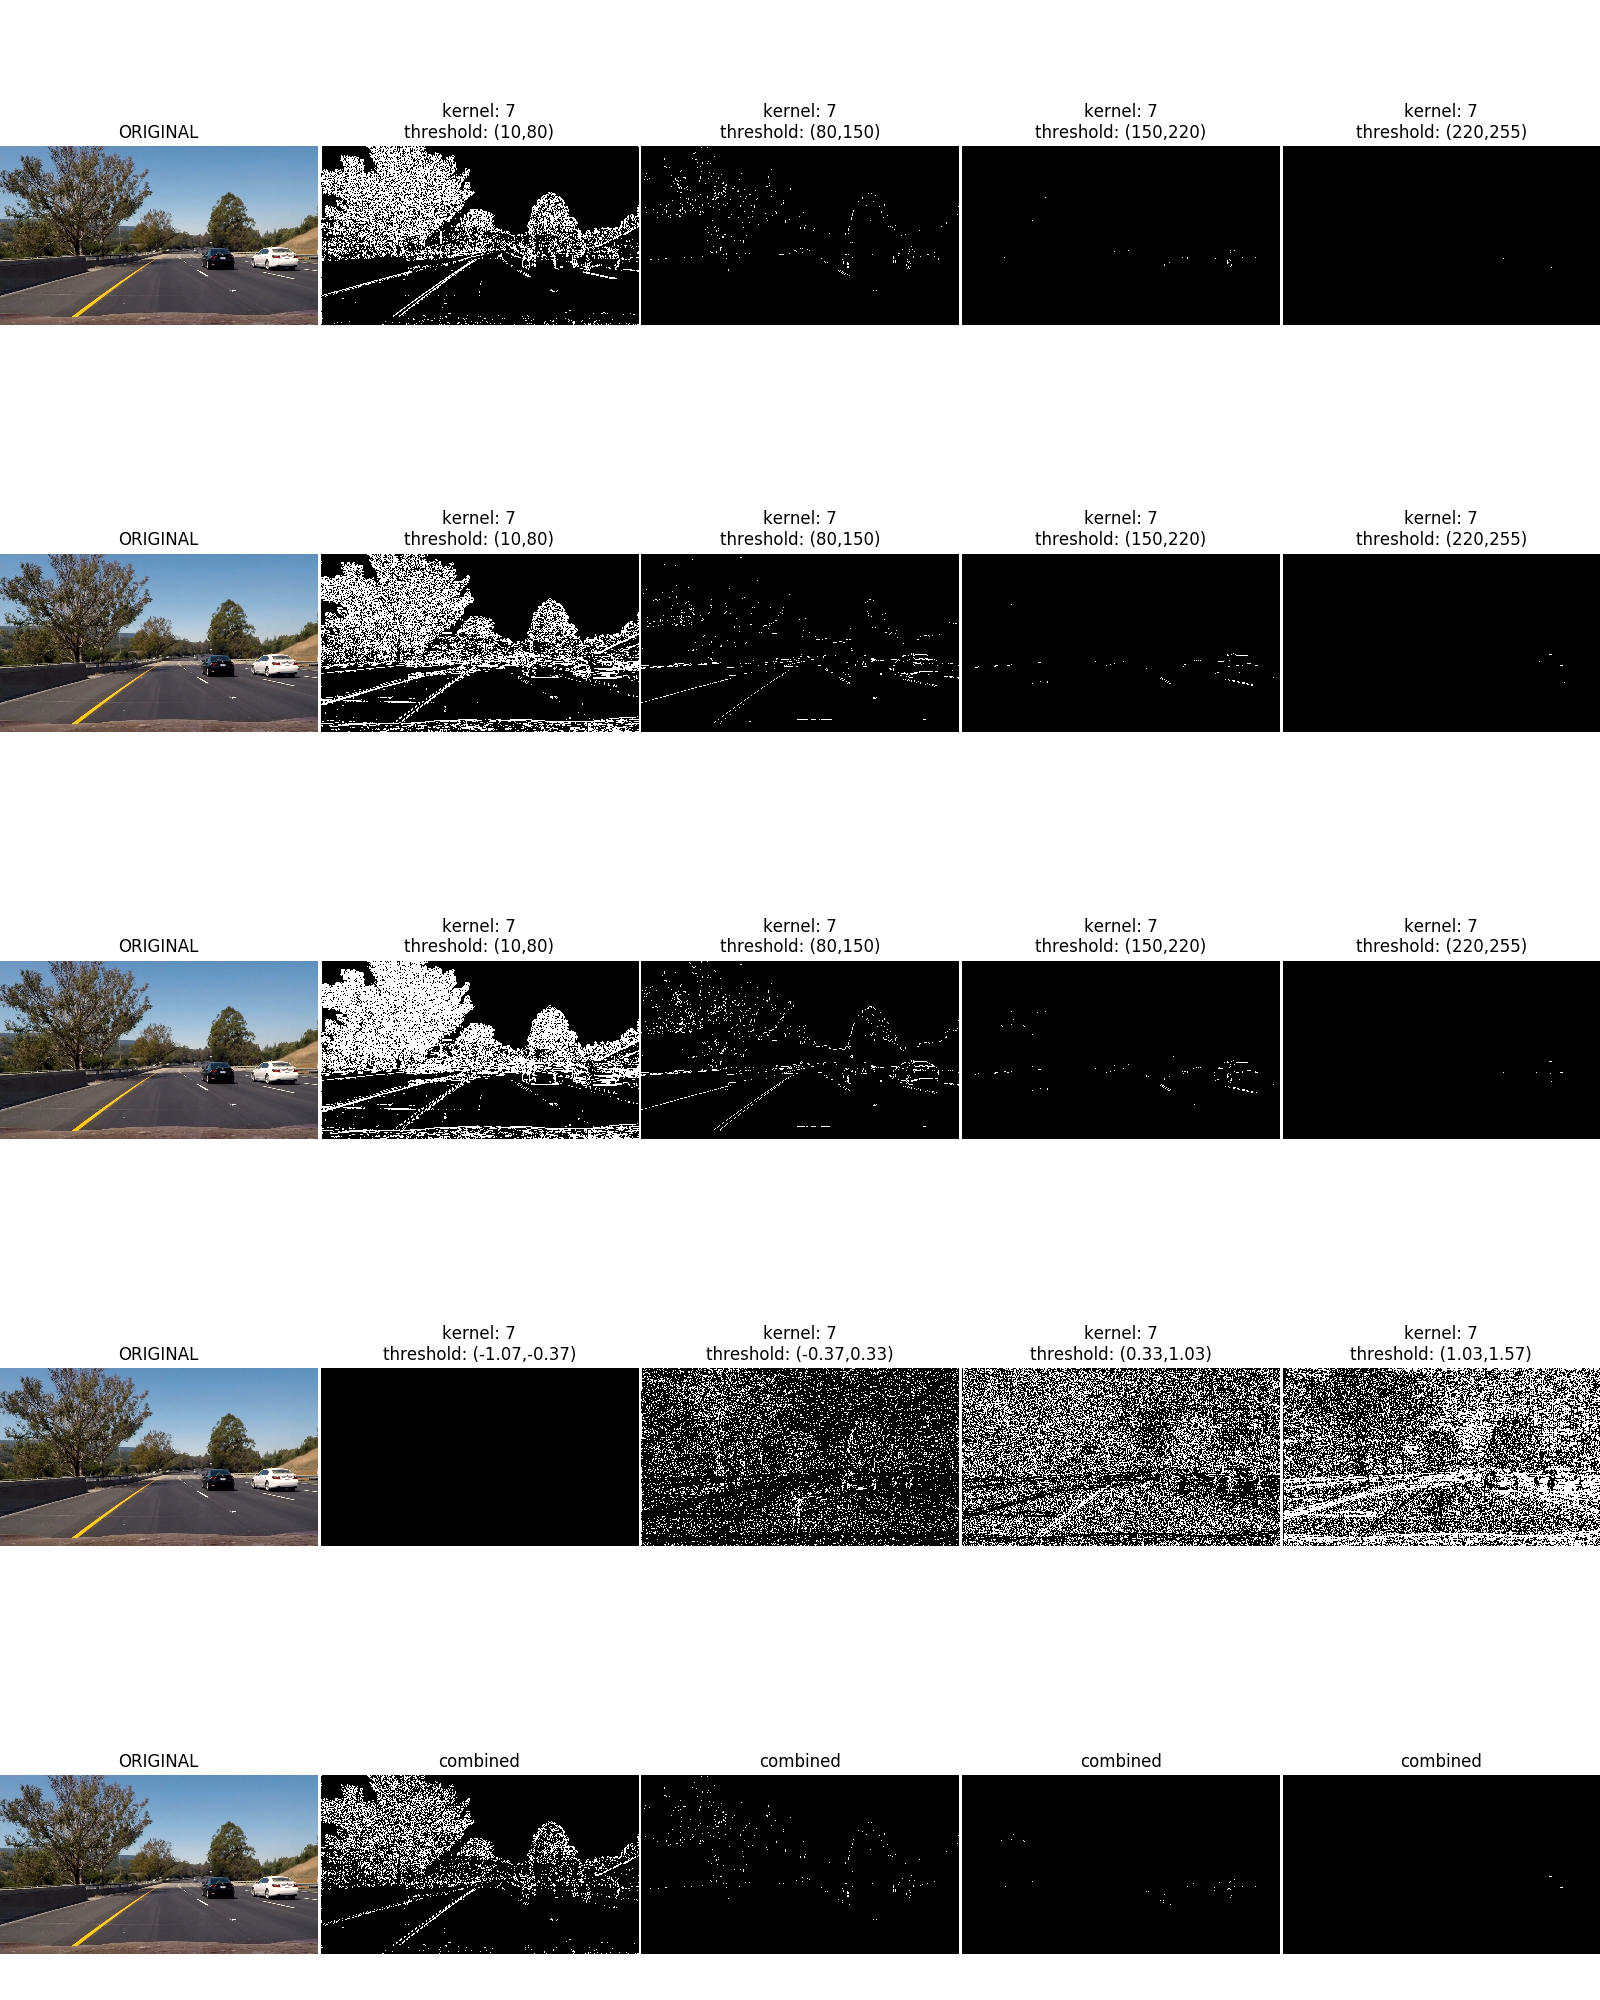 ORIGINAL
kernel: 7
threshold: (10,80)
kernel: 7
threshold: (80,150)
kernel: 7
threshold: (150,220)
kernel: 7
threshold: (220,255)
ORIGINAL
kernel: 7
threshold: (10,80)
kernel: 7
threshold: (80,150)
kernel: 7
threshold: (150,220)
kernel: 7
threshold: (220,255)
ORIGINAL
kernel: 7
threshold: (10,80)
kernel: 7
threshold: (80,150)
kernel: 7
threshold: (150,220)
kernel: 7
threshold: (220,255)
ORIGINAL
kernel: 7
threshold: (-1.07,-0.37)
kernel: 7
threshold: (-0.37,0.33)
kernel: 7
threshold: (0.33,1.03)
kernel: 7
threshold: (1.03,1.57)
ORIGINAL
combined
combined
combined
combined